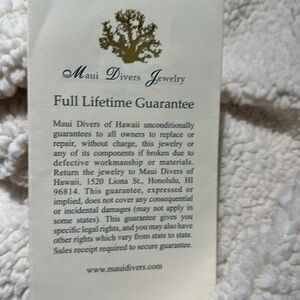 Maui Divers Jewelry
Full Lifetime Guarantee
Maui Divers of Hawaii unconditionally
guarantees to all owners to replace or
repair, without charge, this jewelry or
any of its components if broken due to
defective workmanship or materials.
Return the jewelry to Maui Divers of
Hawaii, 1520 Liona St., Honolulu, HI
96814. This guarantee, expressed or
implied, does not cover any consequential
or incidental damages (may not apply in
some states). This guarantee gives you
specific legal rights, and you may also have
other rights which vary from state to state.
Sales receipt required to secure guarantee.
www.mauidivers.com